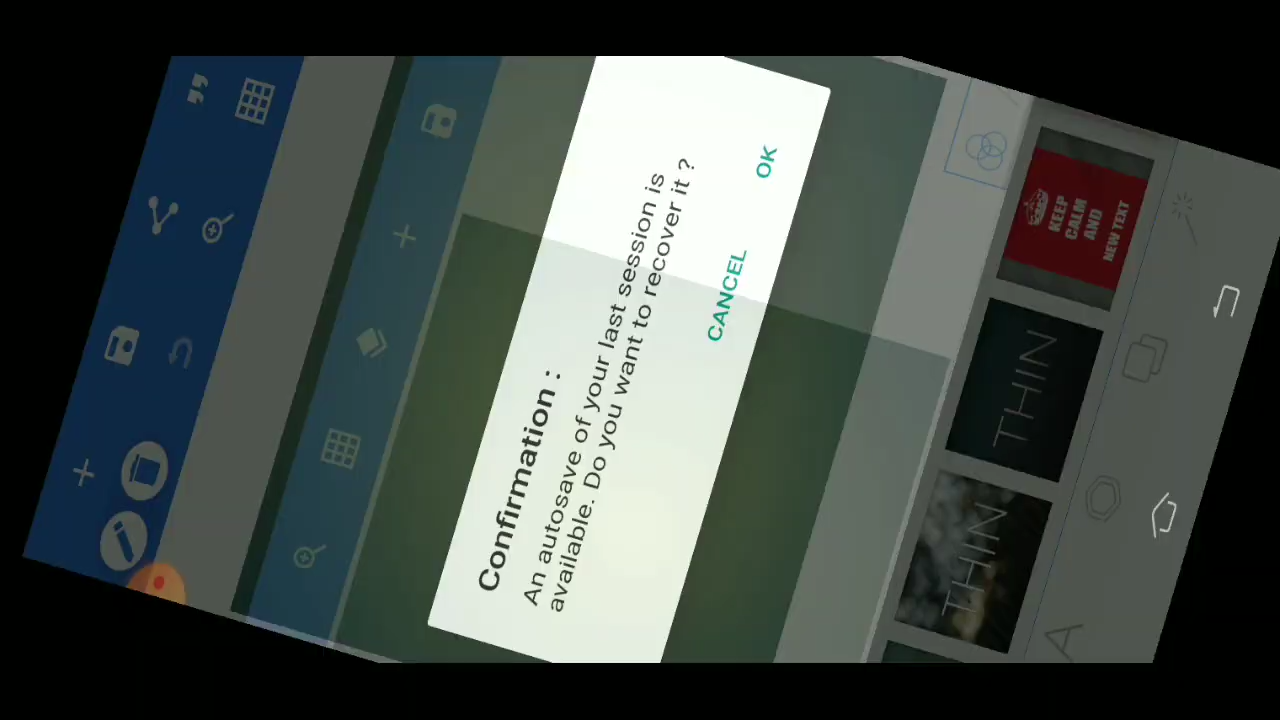 Confirmation :
An autosave of your last session is
available. Do you want to recover it ?
CANCEL
OK
KEEP
CALM
AND
NEW TEXT
THIN
THIN
A